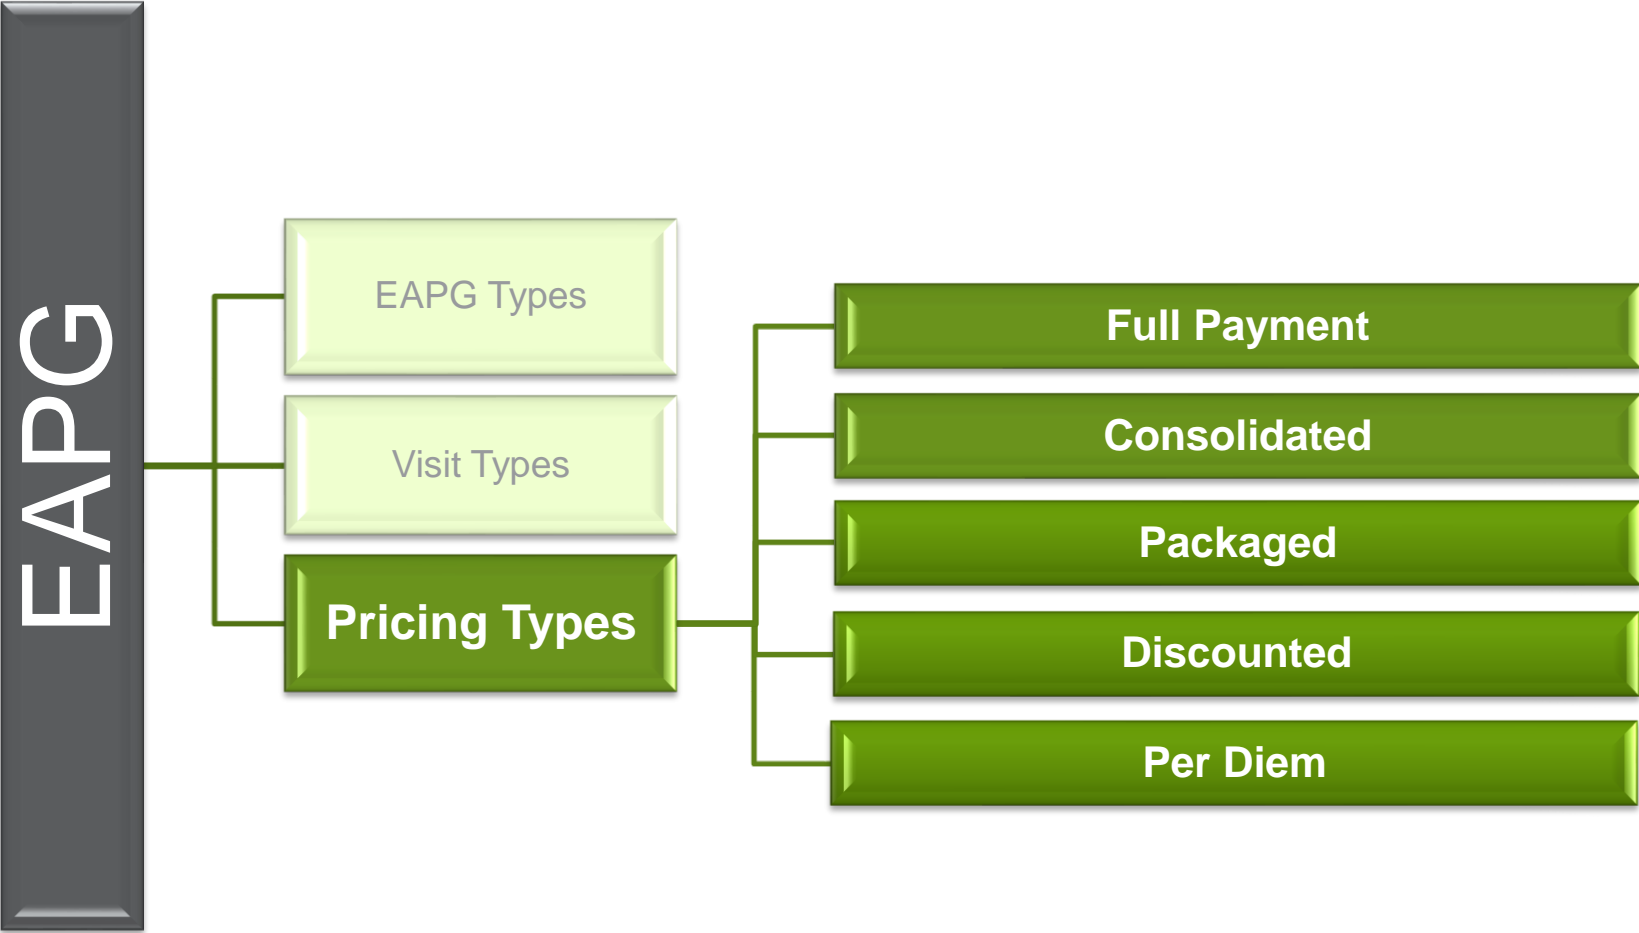 EAPG
EAPG Types
Visit Types
Pricing Types
Full Payment
Consolidated
Packaged
Discounted
Per Diem